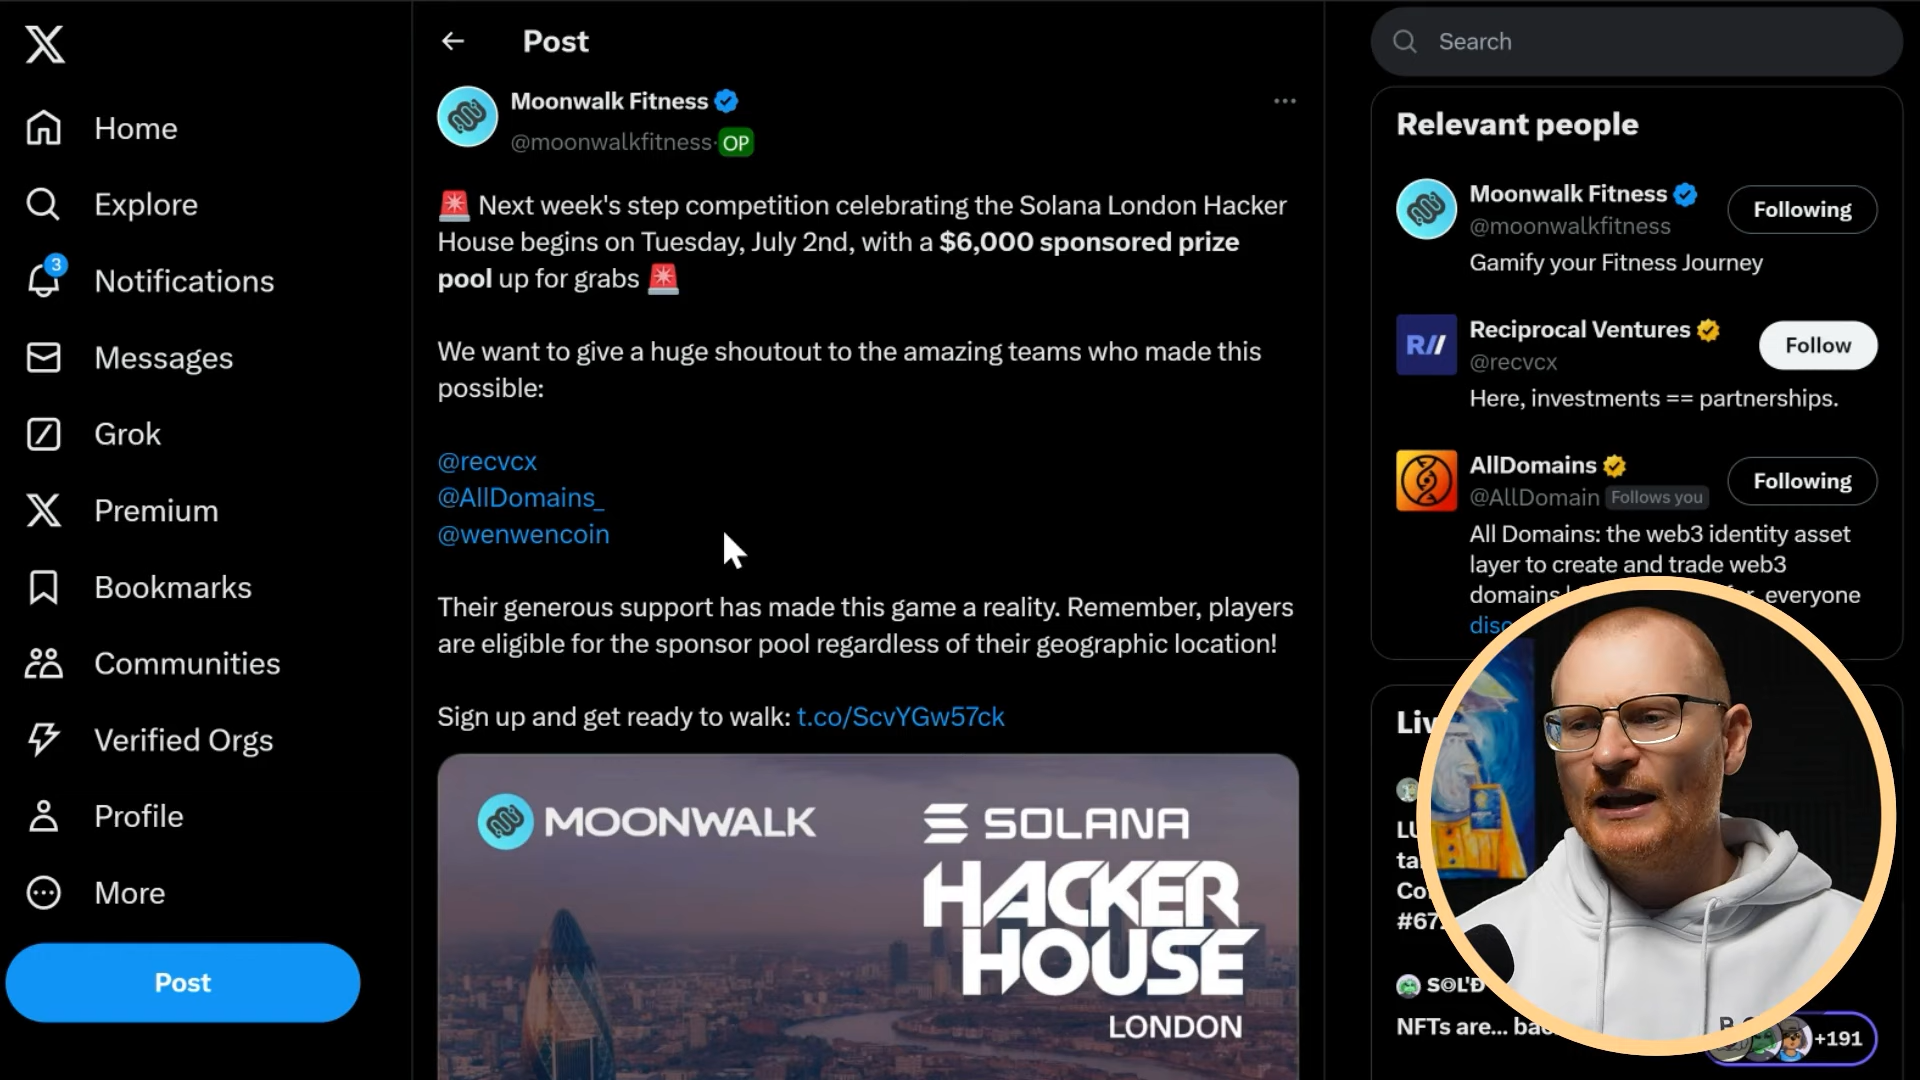 Home
Explore
3
Notifications
Messages
Grok
Premium
Bookmarks
Communities
Verified Orgs
Profile
More
Post
Post
Moonwalk Fitness
@moonwalkfitness· OP
🚨 Next week's step competition celebrating the Solana London Hacker
House begins on Tuesday, July 2nd, with a $6,000 sponsored prize
pool up for grabs 🚨
We want to give a huge shoutout to the amazing teams who made this
possible:
@recvcx
@AllDomains_
@wenwencoin
Their generous support has made this game a reality. Remember, players
are eligible for the sponsor pool regardless of their geographic location!
Sign up and get ready to walk: t.co/ScvYGw57ck
MOONWALK
SOLANA
HACKER
HOUSE
LONDON
Search
Relevant people
Moonwalk Fitness
@moonwalkfitness
Following
Gamify your Fitness Journey
R//
Reciprocal Ventures
@recvcx
Follow
Here, investments == partnerships.
AllDomains
@AllDomain Follows you
Following
All Domains: the web3 identity asset
layer to create and trade web3
domains everyone
#67
NFTs are...
+191